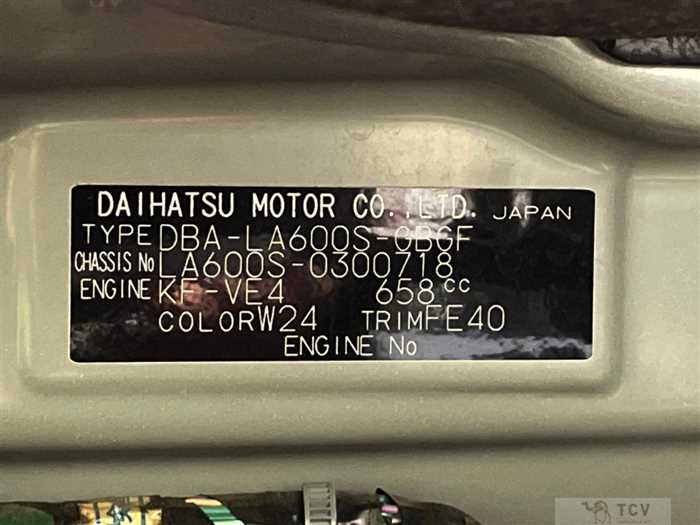 DAIHATSU MOTOR CO.,LTD. JAPAN
TYPE DBA-LA600S-GBGF
CHASSIS No LA600S-0300718
ENGINE KF-VE4 658cc
COLOR W24 TRIM FE40
ENGINE No
TCV